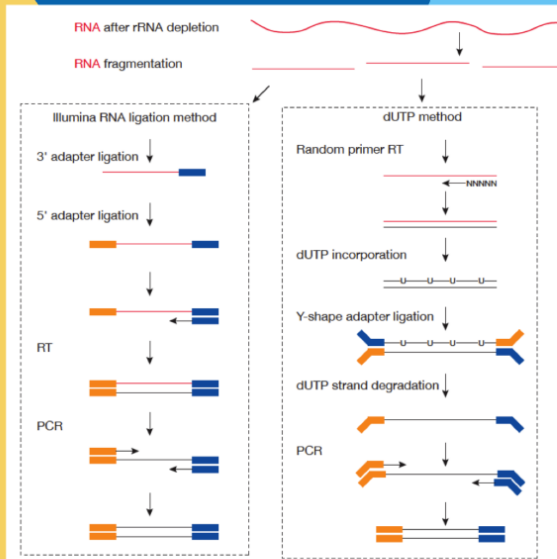 RNA after rRNA depletion
RNA fragmentation
Illumina RNA ligation method
3' adapter ligation
5' adapter ligation
RT
PCR
dUTP method
Random primer RT
NNNNN
dUTP incorporation
U U U U
Y-shape adapter ligation
U U U U
dUTP strand degradation
PCR